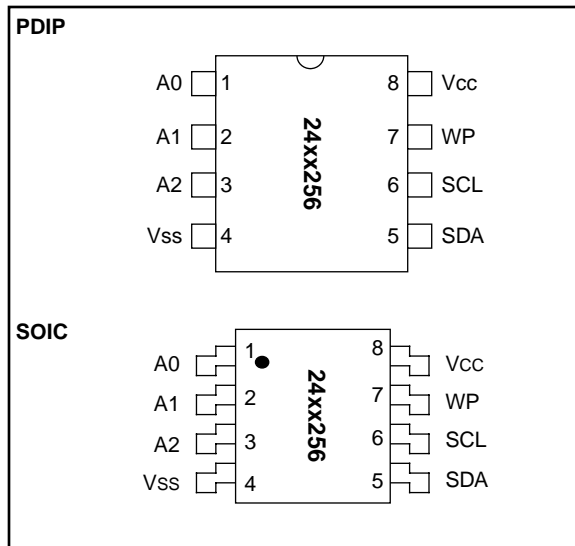 PDIP
A0 1 8 Vcc
A1 2 7 WP
A2 3 6 SCL
Vss 4 5 SDA
24xx256
SOIC
A0 1 8 VCC
A1 2 7 WP
A2 3 6 SCL
VSS 4 5 SDA
24xx256